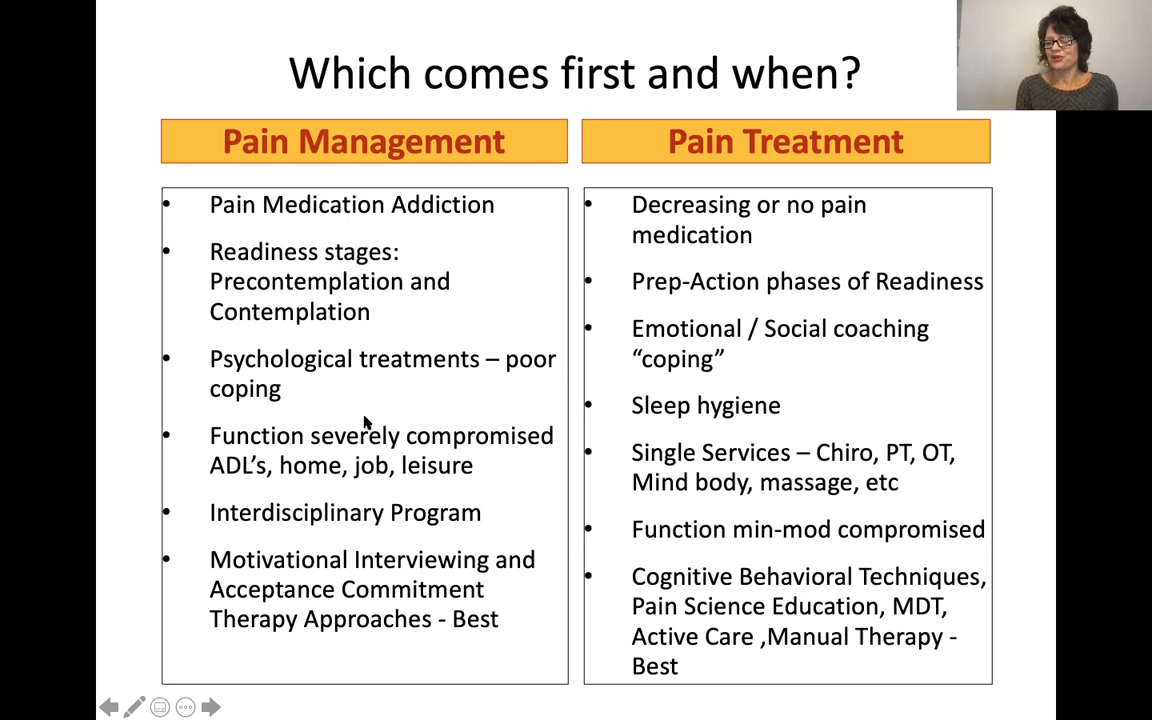 Which comes first and when?
Pain Management
• Pain Medication Addiction
• Readiness stages:
Precontemplation and
Contemplation
• Psychological treatments – poor
coping
• Function severely compromised
ADL’s, home, job, leisure
• Interdisciplinary Program
• Motivational Interviewing and
Acceptance Commitment
Therapy Approaches - Best
Pain Treatment
• Decreasing or no pain
medication
• Prep-Action phases of Readiness
• Emotional / Social coaching
“coping”
• Sleep hygiene
• Single Services – Chiro, PT, OT,
Mind body, massage, etc
• Function min-mod compromised
• Cognitive Behavioral Techniques,
Pain Science Education, MDT,
Active Care ,Manual Therapy -
Best